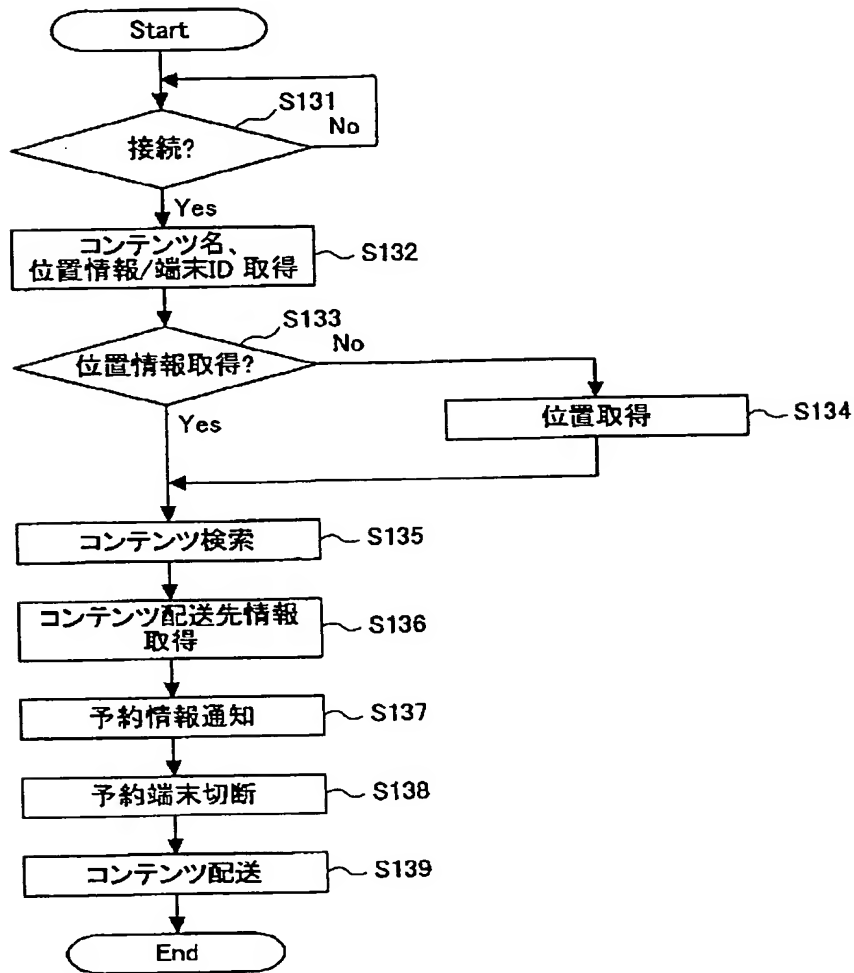 Start
S131
No
接続?
Yes
コンテンツ名、
位置情報/端末ID 取得
S132
S133
No
位置情報取得?
Yes
位置取得
S134
コンテンツ検索
S135
コンテンツ配送先情報
取得
S136
予約情報通知
S137
予約端末切断
S138
コンテンツ配送
S139
End